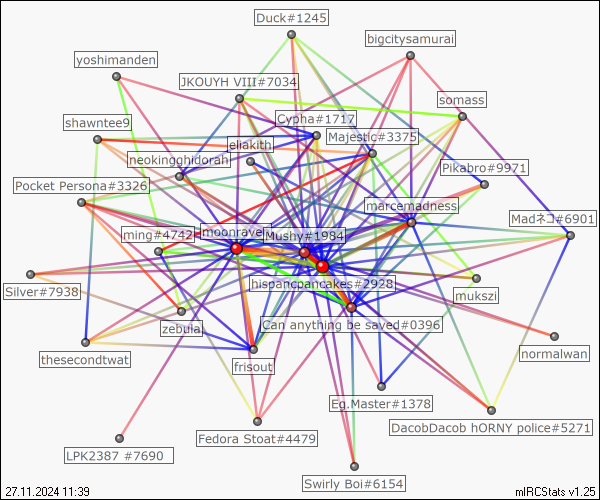 Duck#1245
bigcitysamurai
yoshimanden
JKOUYH VIII#7034
somass
Cypha#1717
shawntee9
Majestic#3375
eliakith
neokingghidorah
Pikabro#9971
Pocket Persona#3326
marcemadness
Madネコ#6901
moonraven
ming#4742
Mushy#1984
hispancpancakes#2928
Silver#7938
mukszi
Can anything be saved#0396
zebulaj
normalwan
thesecondtwat
frisout
Eg.Master#1378
DacobDacob hORNY police#5271
Fedora Stoat#4479
LPK2387 #7690
Swirly Boi#6154
27.11.2024 11:39
mIRCStats v1.25